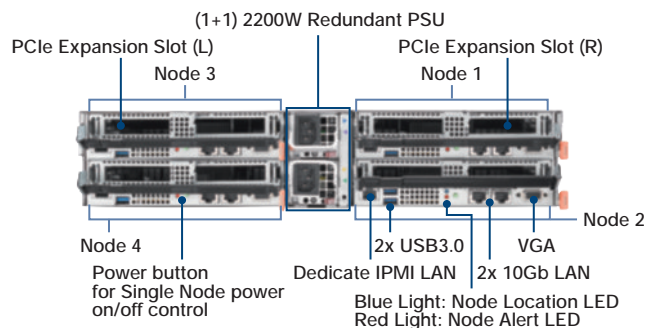 (1+1) 2200W Redundant PSU
PCIe Expansion Slot (L)
PCIe Expansion Slot (R)
Node 3
Node 1
Node 2
Node 4
2x USB3.0
VGA
Power button
for Single Node power
on/off control
Dedicate IPMI LAN
2x 10Gb LAN
Blue Light: Node Location LED
Red Light: Node Alert LED